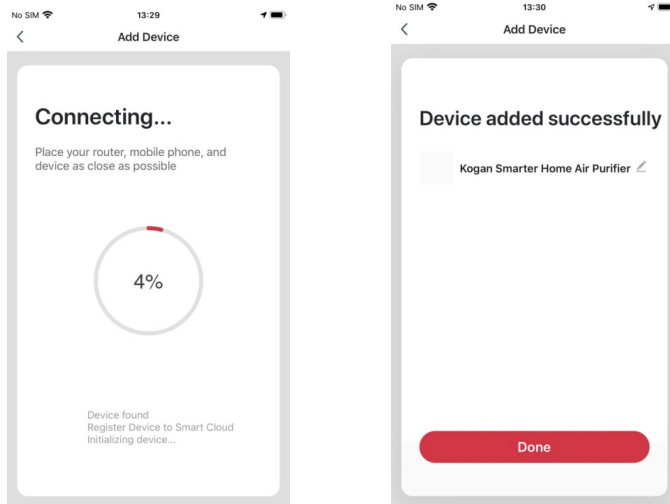 No SIM 13:29
Add Device
Connecting...
Place your router, mobile phone, and
device as close as possible
4%
Device found
Register Device to Smart Cloud
Initializing device...
No SIM 13:30
Add Device
Device added successfully
Kogan Smarter Home Air Purifier
Done